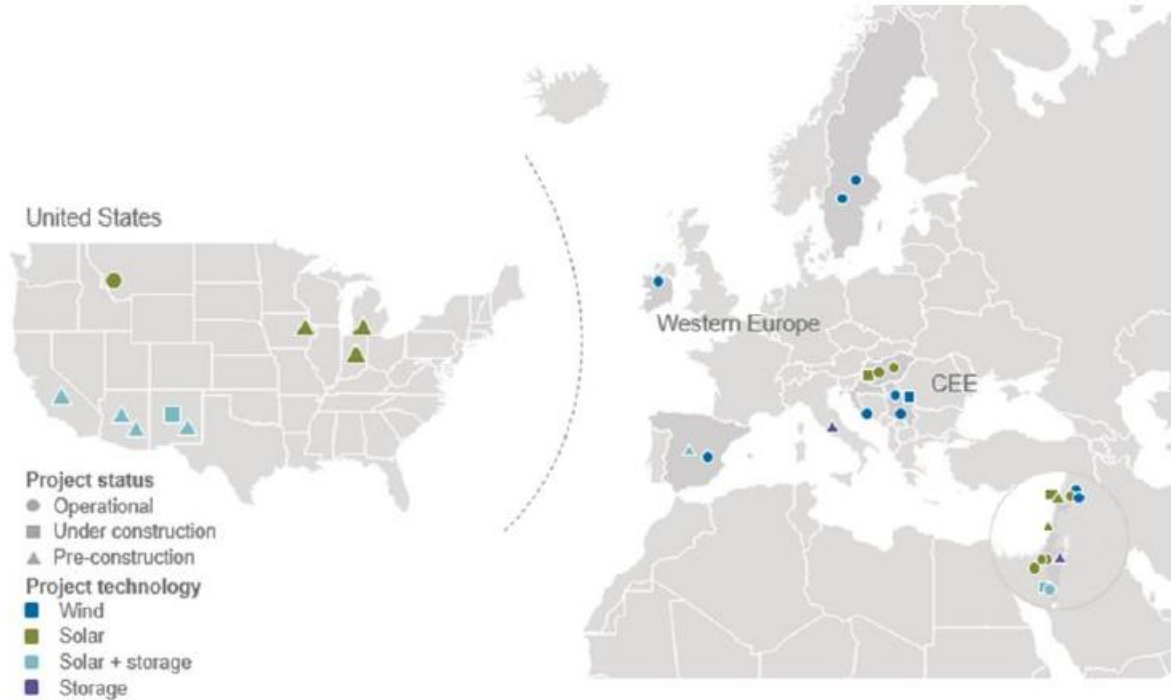 United States
Western Europe
CEE
Project status
Operational
Under construction
Pre-construction
Project technology
Wind
Solar
Solar + storage
Storage